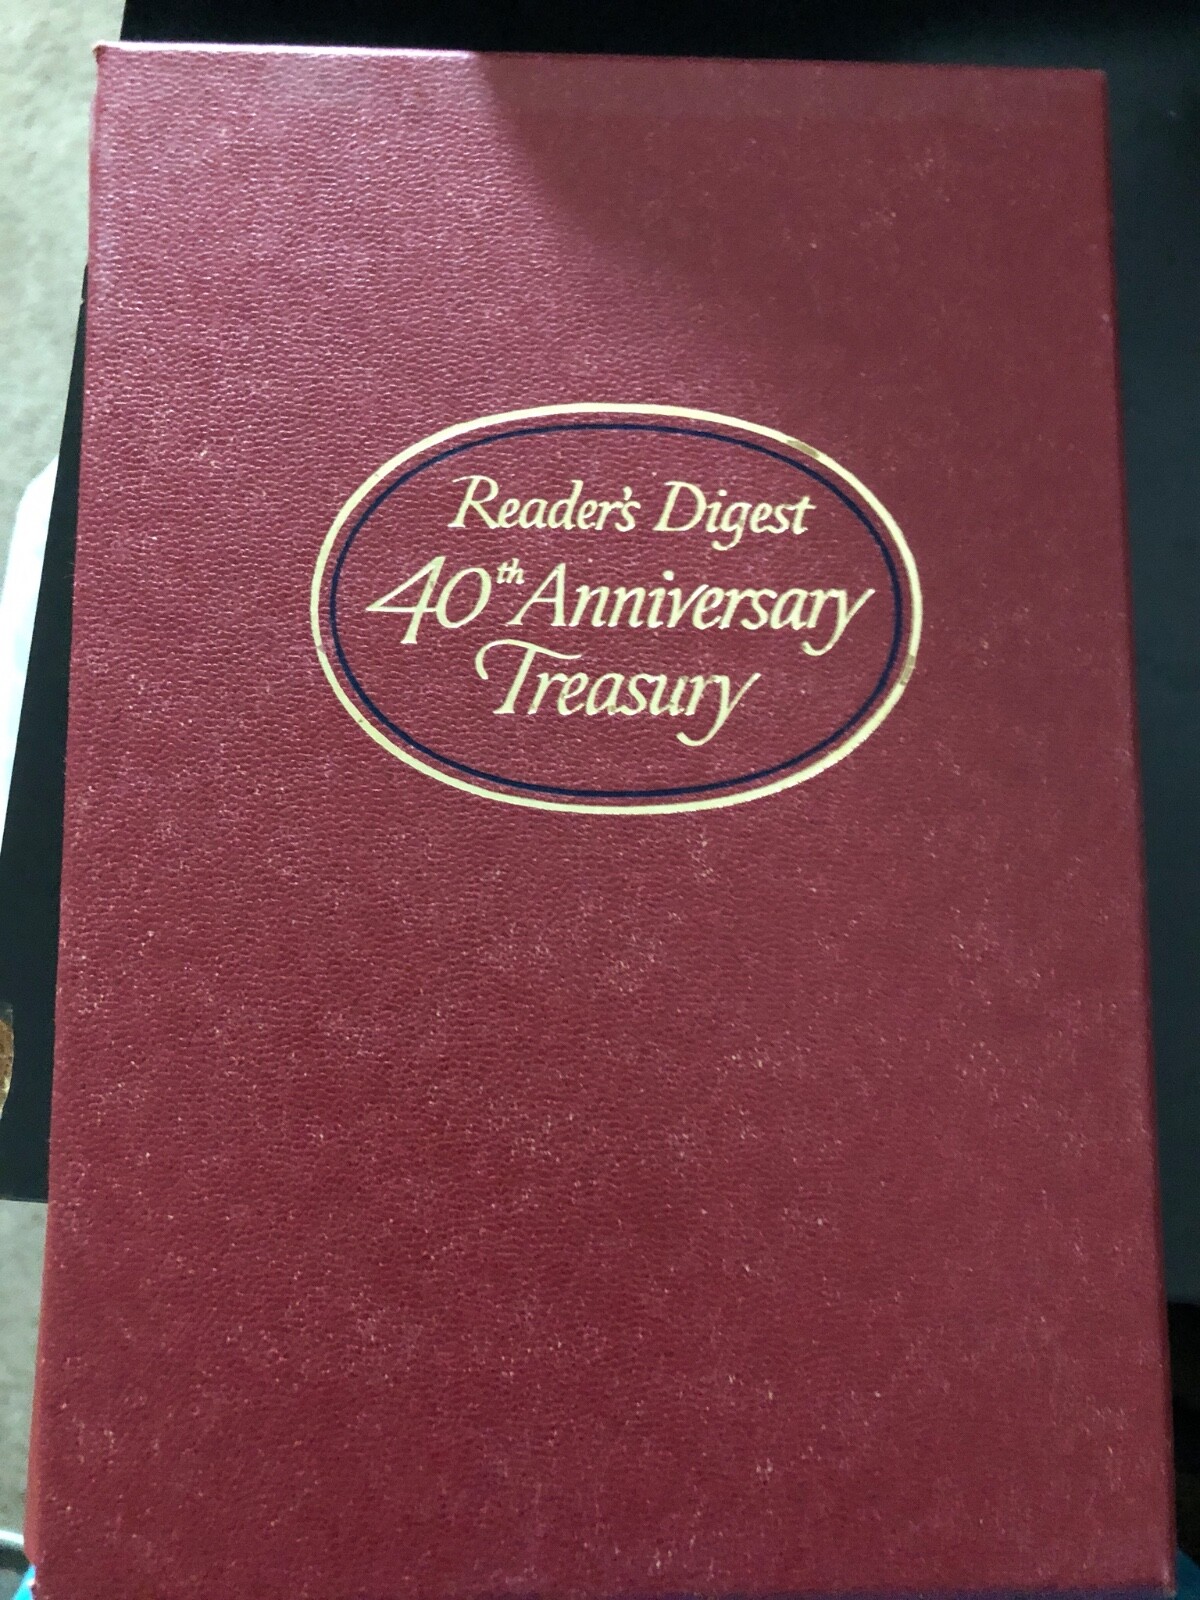 Reader's Digest
40th Anniversary
Treasury